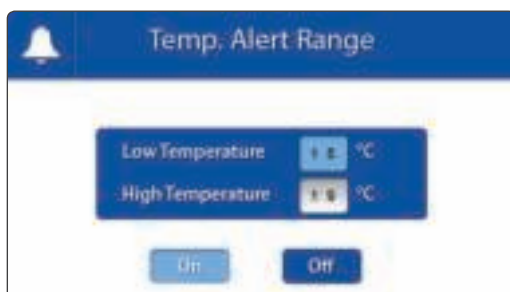 Temp. Alert Range
Low Temperature °C
High Temperature °C
On Off